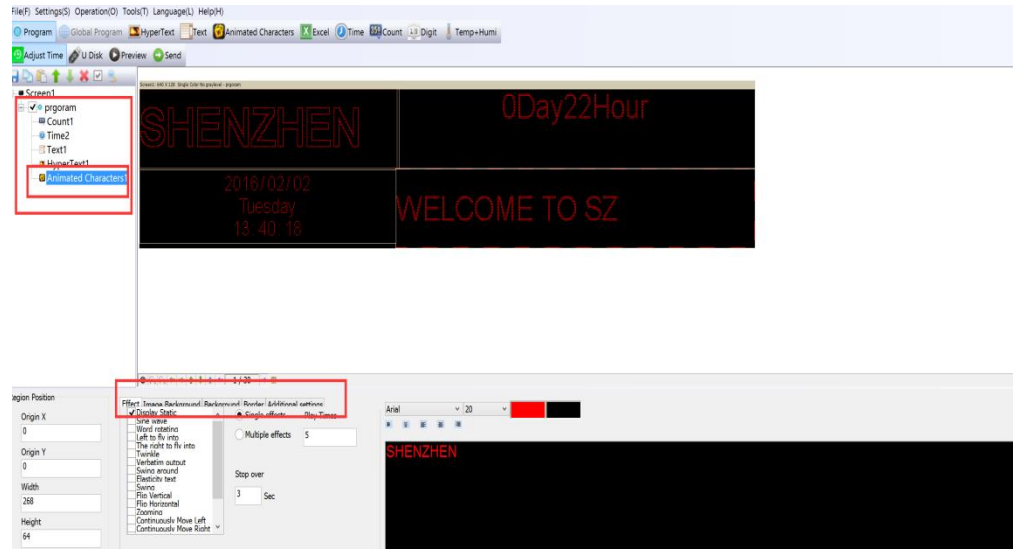 File(F) Settings(S) Operation(O) Tools(T) Language(L) Help(H)
Program Global Program HyperText Text Animated Characters Excel Time Count Digit Temp+Humi
Adjust Time U Disk Preview Send
Screen1
prgoram
Count1
Time2
Text1
HyperText1
Animated Characters1
SHENZHEN
0Day22Hour
2016/02/02
Tuesday
13:40:18
WELCOME TO SZ
1 / 30
Region Position
Origin X
0
Origin Y
0
Width
268
Height
64
Effect Image Background Background Border Additional settings
Display Static
Sine wave
Word rotating
Left to fly into
The right to fly into
Twinkle
Verbatim output
Swing around
Elasticity text
Swing
Flip Vertical
Flip Horizontal
Zooming
Continuously Move Left
Continuously Move Right
Single effects Play Times
Multiple effects 5
Stop over
3 Sec
Arial 20
SHENZHEN